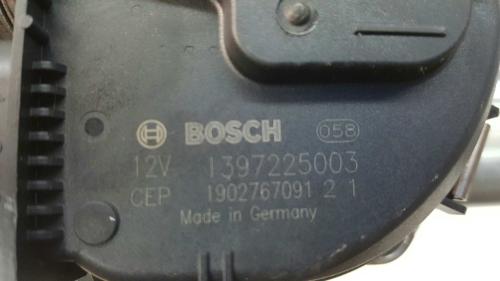 BOSCH 058
12V 1397225003
CEP 1902767091 2 1
Made in Germany